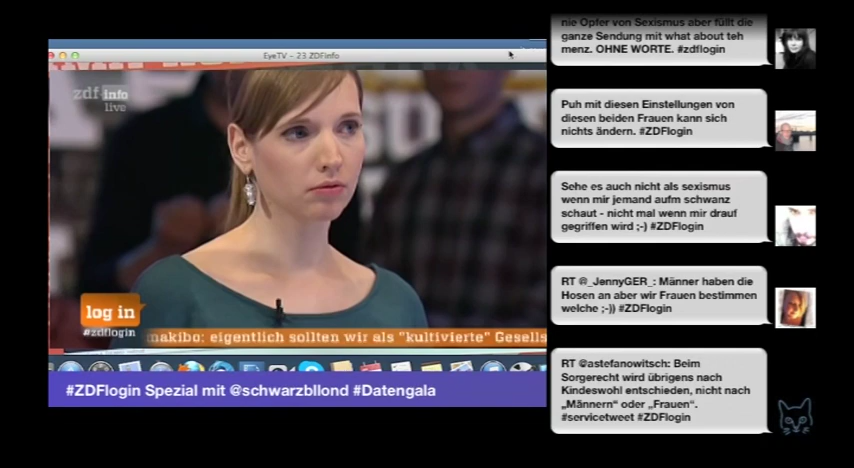 EyeTV – 23 ZDFinfo
zdf info
live
log in
#zdflogin
makibo: eigentlich sollten wir als "kultivierte" Gesells
#ZDFlogin Spezial mit @schwarzbllond #Datengala
nie Opfer von Sexismus aber füllt die
ganze Sendung mit what about teh
menz. OHNE WORTE. #zdflogin
Puh mit diesen Einstellungen von
diesen beiden Frauen kann sich
nichts ändern. #ZDFlogin
Sehe es auch nicht als sexismus
wenn mir jemand aufm schwanz
schaut - nicht mal wenn mir drauf
gegriffen wird ;-) #ZDFlogin
RT @_JennyGER_: Männer haben die
Hosen an aber wir Frauen bestimmen
welche ;-)) #ZDFlogin
RT @astefanowitsch: Beim
Sorgerecht wird übrigens nach
Kindeswohl entschieden, nicht nach
„Männern“ oder „Frauen“.
#servicetweet #ZDFlogin